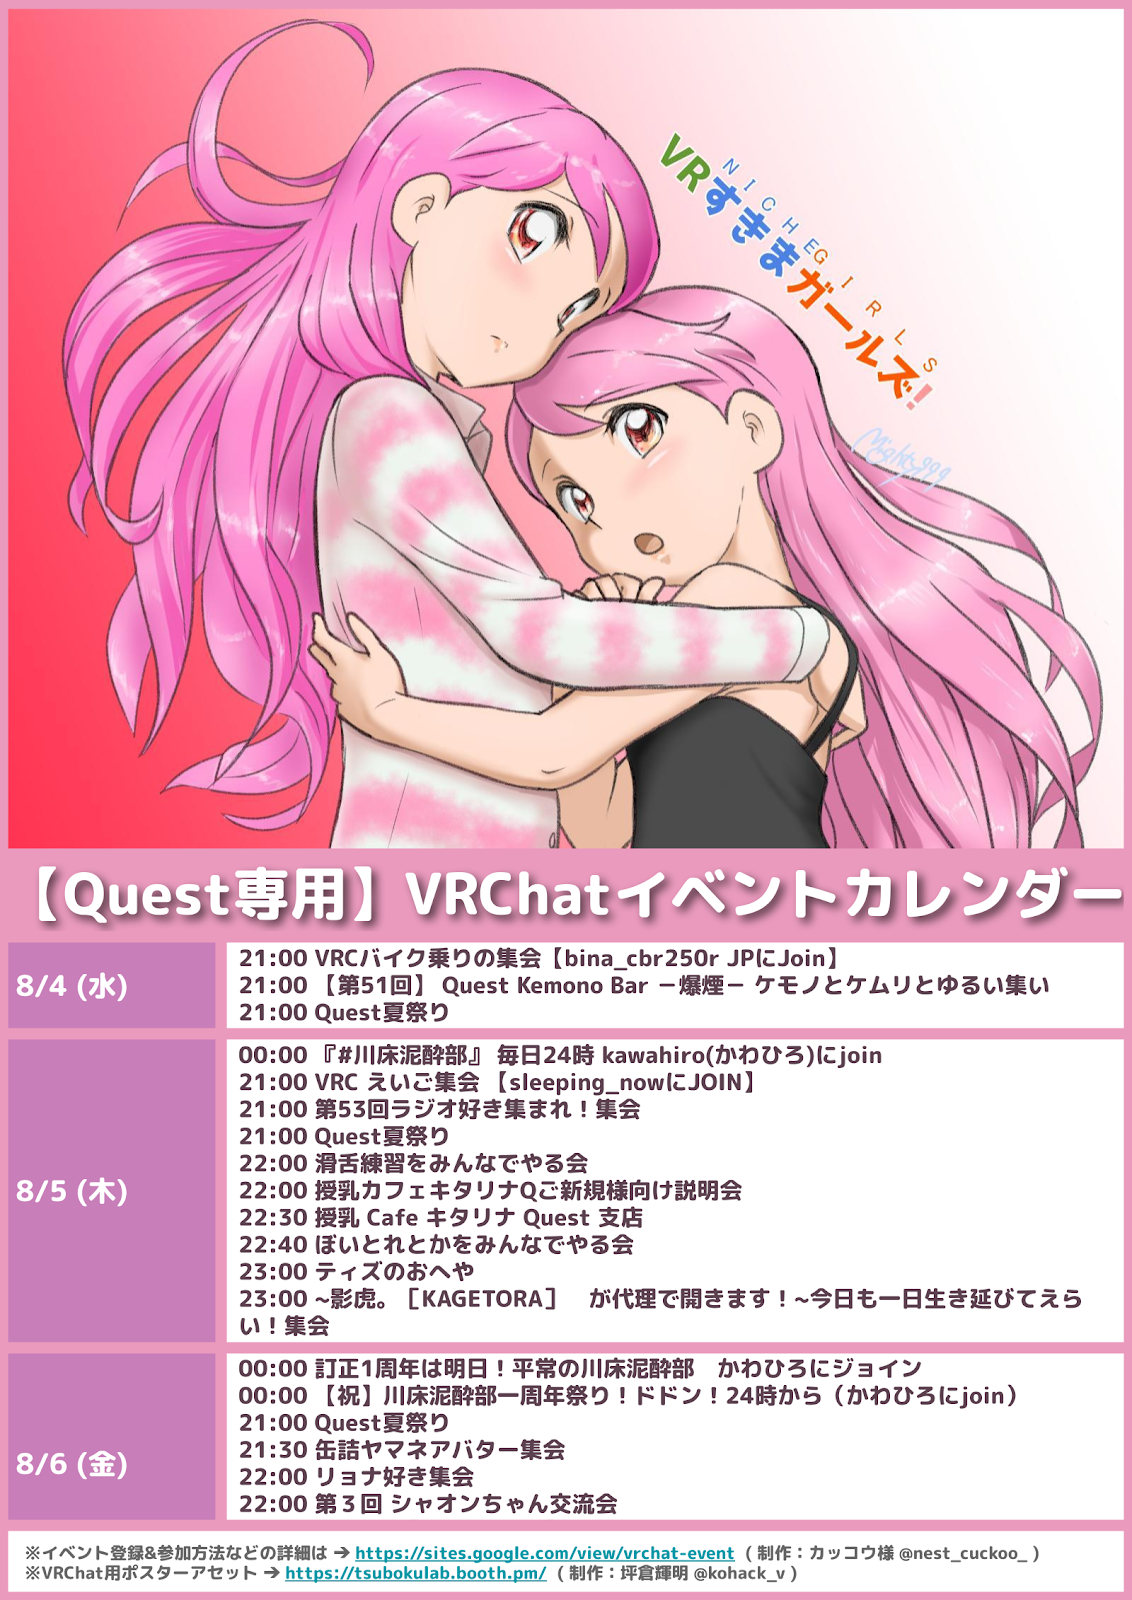 NICHE GIRLS
VRすきまガールズ!
Mighty999
【Quest専用】VRChatイベントカレンダー
8/4 (水)
21:00 VRCバイク乗りの集会【bina_cbr250r JPにJoin】
21:00 【第51回】 Quest Kemono Bar －爆煙－ ケモノとケムリとゆるい集い
21:00 Quest夏祭り
8/5 (木)
00:00 『#川床泥酔部』 毎日24時 kawahiro(かわひろ)にjoin
21:00 VRC えいご集会 【sleeping_nowにJOIN】
21:00 第53回ラジオ好き集まれ！集会
21:00 Quest夏祭り
22:00 滑舌練習をみんなでやる会
22:00 授乳カフェキタリナQご新規様向け説明会
22:30 授乳 Cafe キタリナ Quest 支店
22:40 ぼいとれとかをみんなでやる会
23:00 ティズのおへや
23:00 ~影虎。［KAGETORA］　が代理で開きます！~今日も一日生き延びてえら
い！集会
8/6 (金)
00:00 訂正1周年は明日！平常の川床泥酔部　かわひろにジョイン
00:00 【祝】川床泥酔部一周年祭り！ドドン！24時から（かわひろにjoin）
21:00 Quest夏祭り
21:30 缶詰ヤマネアバター集会
22:00 リョナ好き集会
22:00 第３回 シャオンちゃん交流会
※イベント登録&参加方法などの詳細は → https://sites.google.com/view/vrchat-event ( 制作：カッコウ様 @nest_cuckoo_ )
※VRChat用ポスターアセット → https://tsubokulab.booth.pm/ ( 制作：坪倉輝明 @kohack_v )